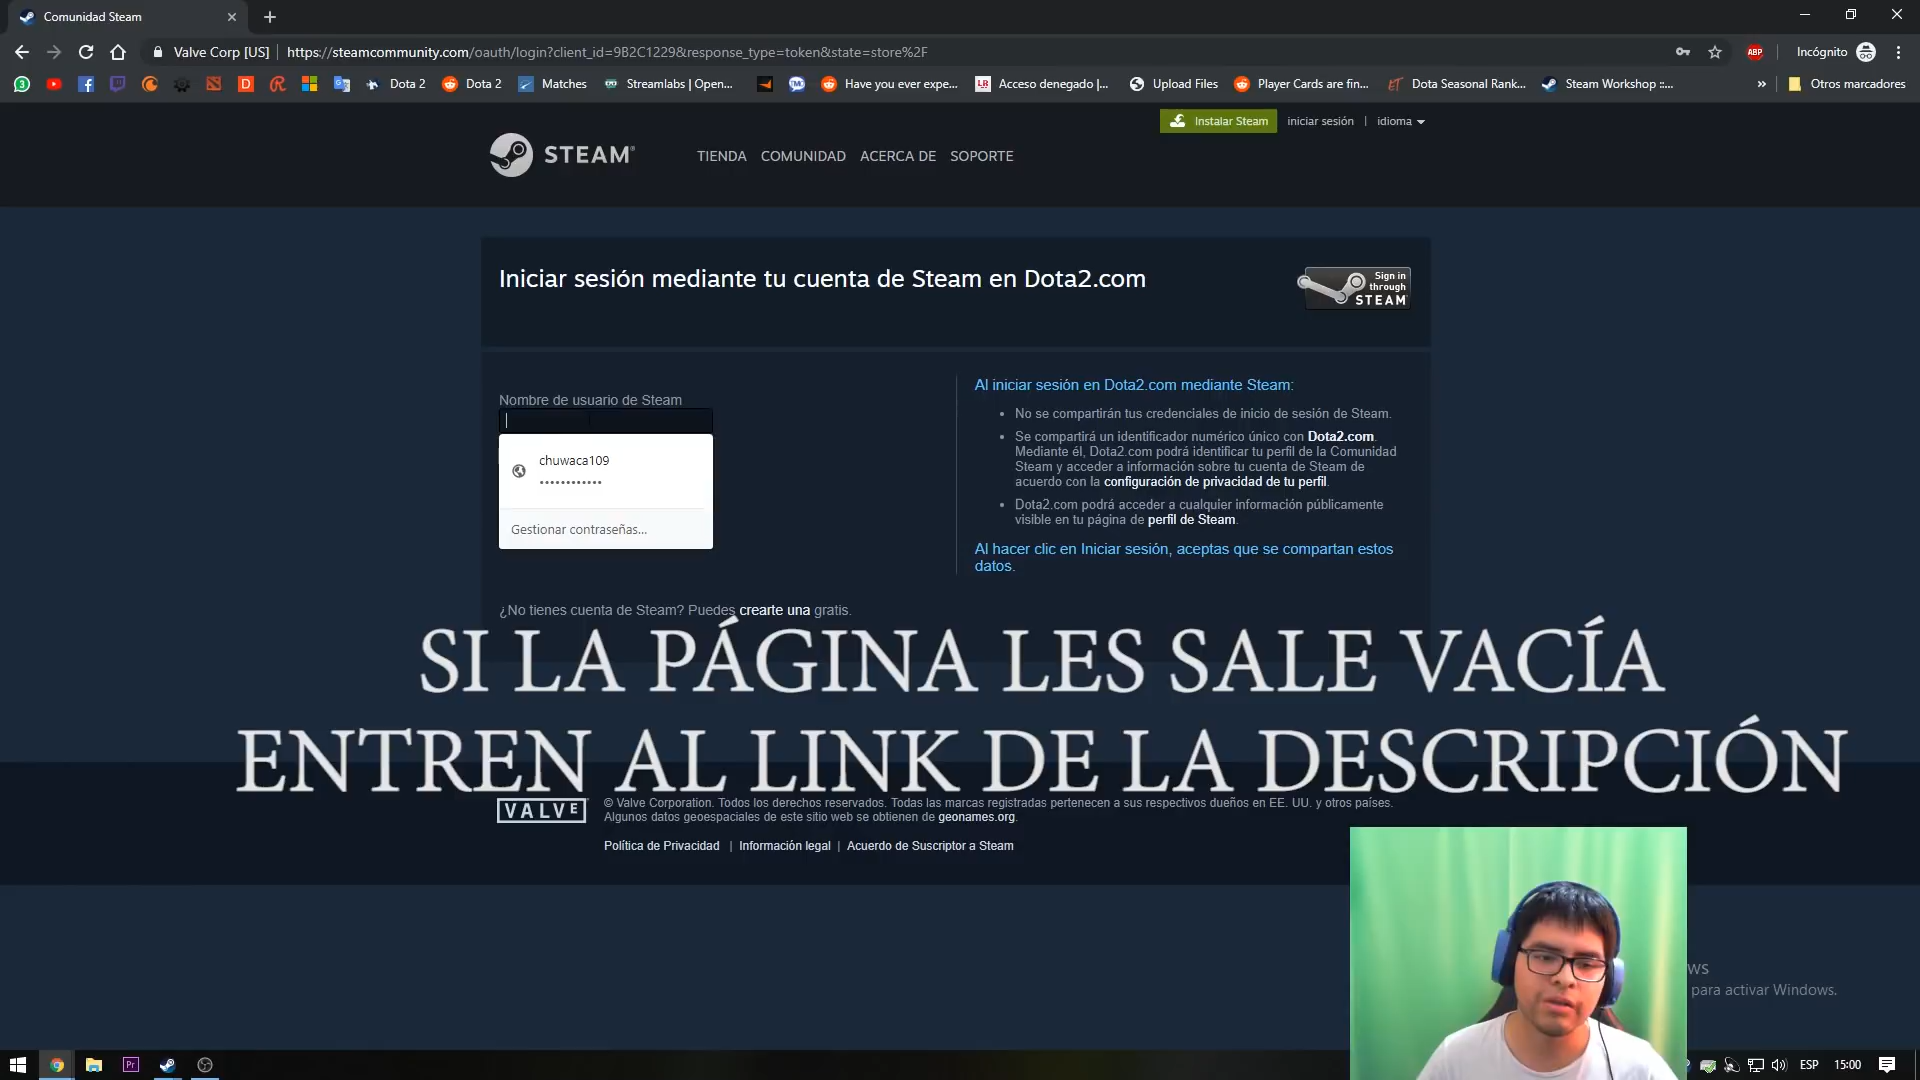 Comunidad Steam
Valve Corp [US] | https://steamcommunity.com/oauth/login?client_id=9B2C1229&response_type=token&state=store%2F
ABP
Incógnito
Dota 2
Dota 2
Matches
Streamlabs | Open...
Have you ever expe...
Acceso denegado |...
Upload Files
Player Cards are fin...
Dota Seasonal Rank...
Steam Workshop ::...
» Otros marcadores
Instalar Steam
iniciar sesión | idioma
STEAM®
TIENDA COMUNIDAD ACERCA DE SOPORTE
Iniciar sesión mediante tu cuenta de Steam en Dota2.com
Sign in
through
STEAM
Nombre de usuario de Steam
chuwaca109
••••••••••••
Gestionar contraseñas...
¿No tienes cuenta de Steam? Puedes crearte una gratis.
Al iniciar sesión en Dota2.com mediante Steam:
• No se compartirán tus credenciales de inicio de sesión de Steam.
• Se compartirá un identificador numérico único con Dota2.com.
Mediante él, Dota2.com podrá identificar tu perfil de la Comunidad
Steam y acceder a información sobre tu cuenta de Steam de
acuerdo con la configuración de privacidad de tu perfil.
• Dota2.com podrá acceder a cualquier información públicamente
visible en tu página de perfil de Steam.
Al hacer clic en Iniciar sesión, aceptas que se compartan estos
datos.
SI LA PÁGINA LES SALE VACÍA
ENTREN AL LINK DE LA DESCRIPCIÓN
VALVE
© Valve Corporation. Todos los derechos reservados. Todas las marcas registradas pertenecen a sus respectivos dueños en EE. UU. y otros países.
Algunos datos geoespaciales de este sitio web se obtienen de geonames.org.
Política de Privacidad | Información legal | Acuerdo de Suscriptor a Steam
ws
para activar Windows.
Pr
ESP
15:00